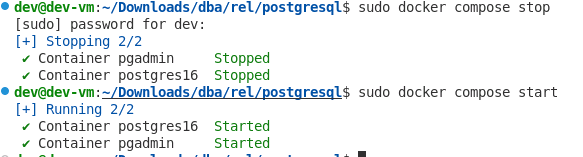 dev@dev-vm:~/Downloads/dba/rel/postgresql$ sudo docker compose stop
[sudo] password for dev:
[+] Stopping 2/2
✔ Container pgadmin     Stopped
✔ Container postgres16  Stopped
dev@dev-vm:~/Downloads/dba/rel/postgresql$ sudo docker compose start
[+] Running 2/2
✔ Container postgres16  Started
✔ Container pgadmin     Started
dev@dev-vm:~/Downloads/dba/rel/postgresql$